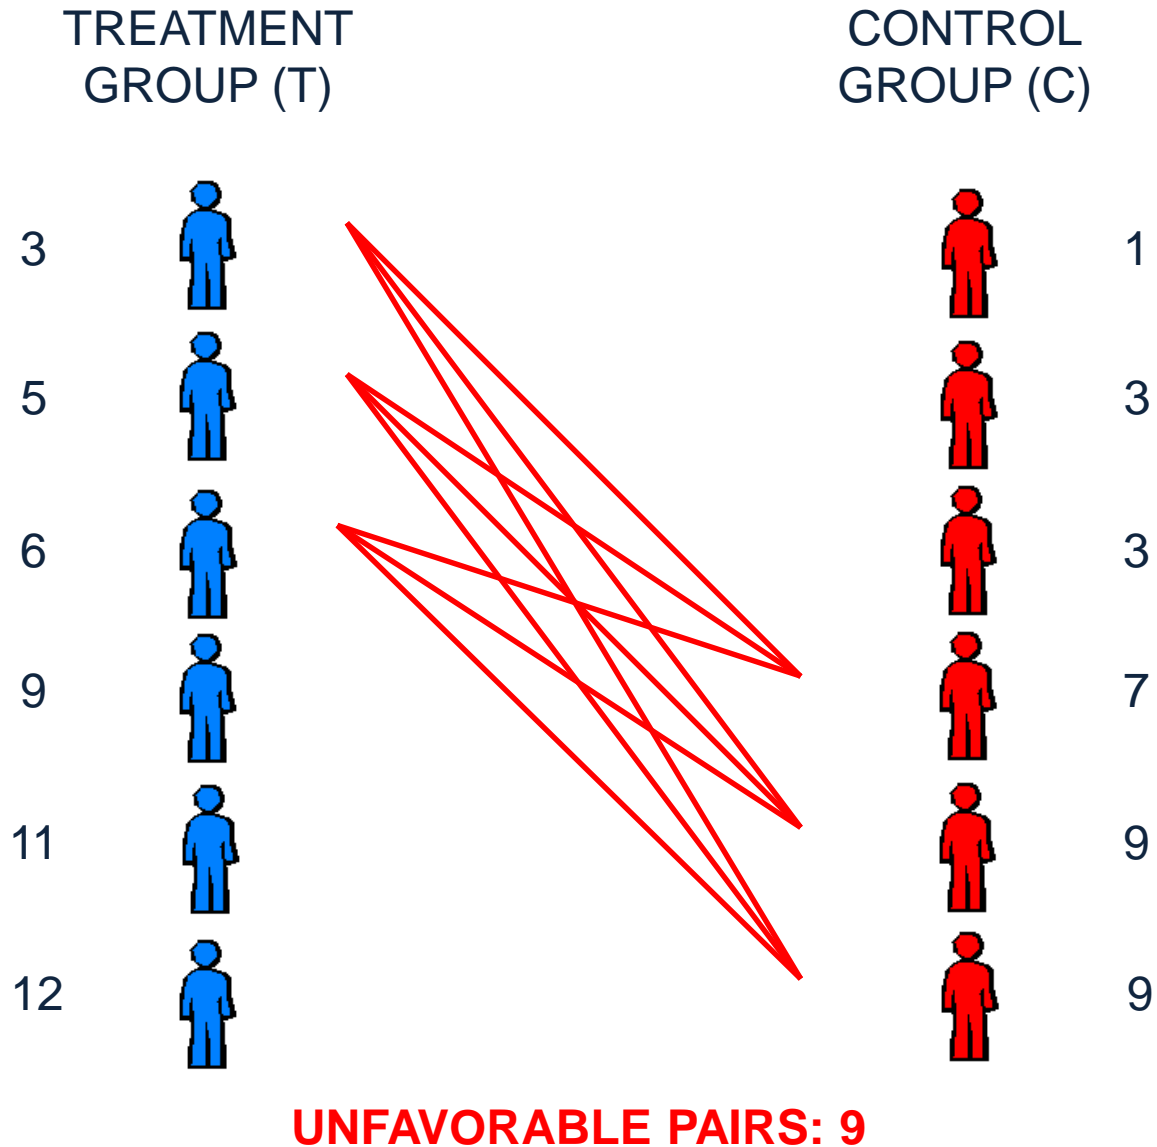 TREATMENT
GROUP (T)
CONTROL
GROUP (C)
3
1
5
3
6
3
9
7
11
9
12
9
UNFAVORABLE PAIRS: 9